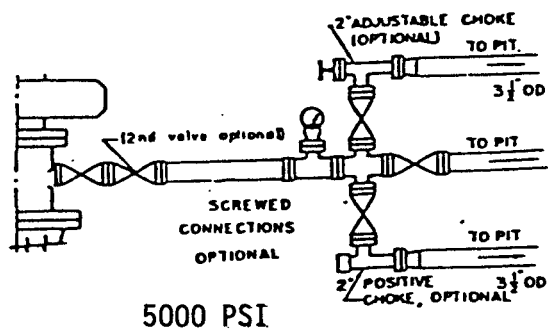 2" ADJUSTABLE CHOKE
(OPTIONAL)
TO PIT
3 1/2" OD
(2nd valve optional)
TO PIT
SCREWED
CONNECTIONS
OPTIONAL
TO PIT
2" POSITIVE
CHOKE, OPTIONAL
3 1/2" OD
5000 PSI